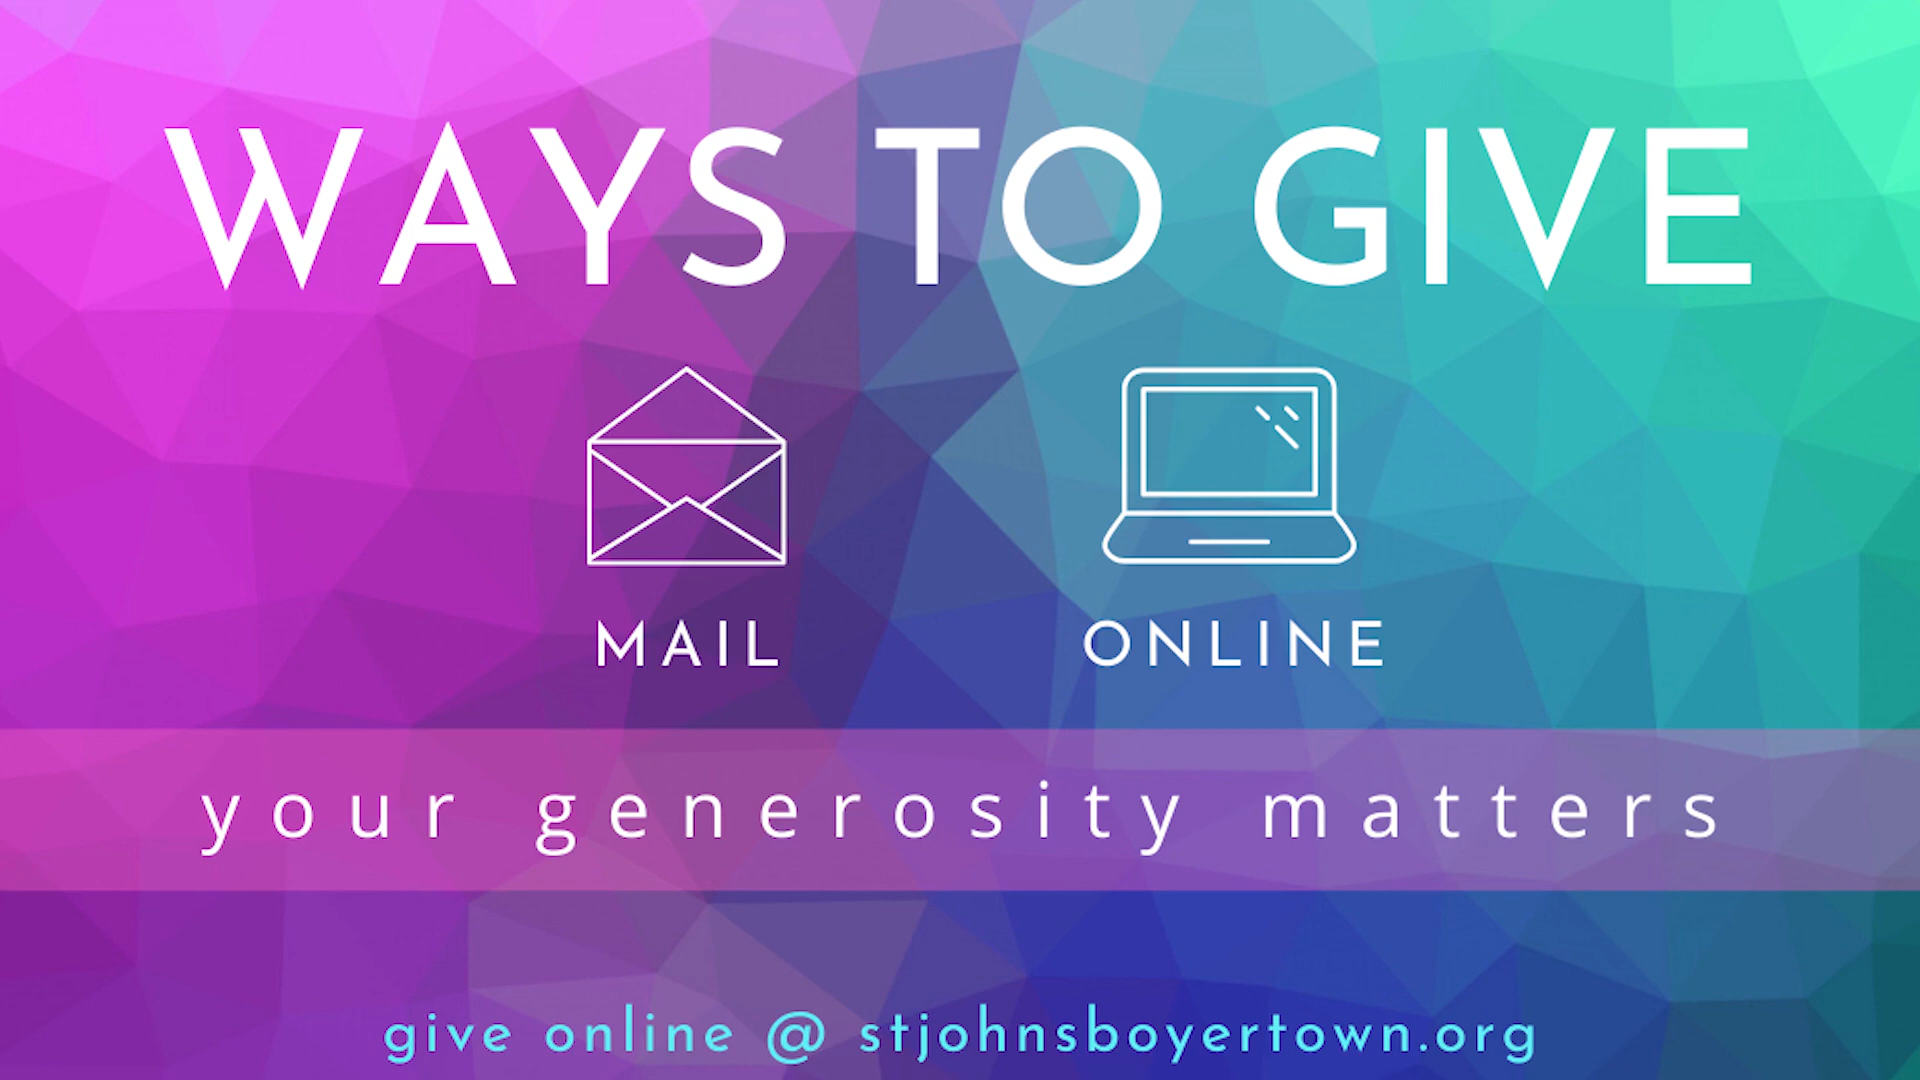 WAYS TO GIVE
MAIL
ONLINE
your generosity matters
give online @ stjohnsboyertown.org